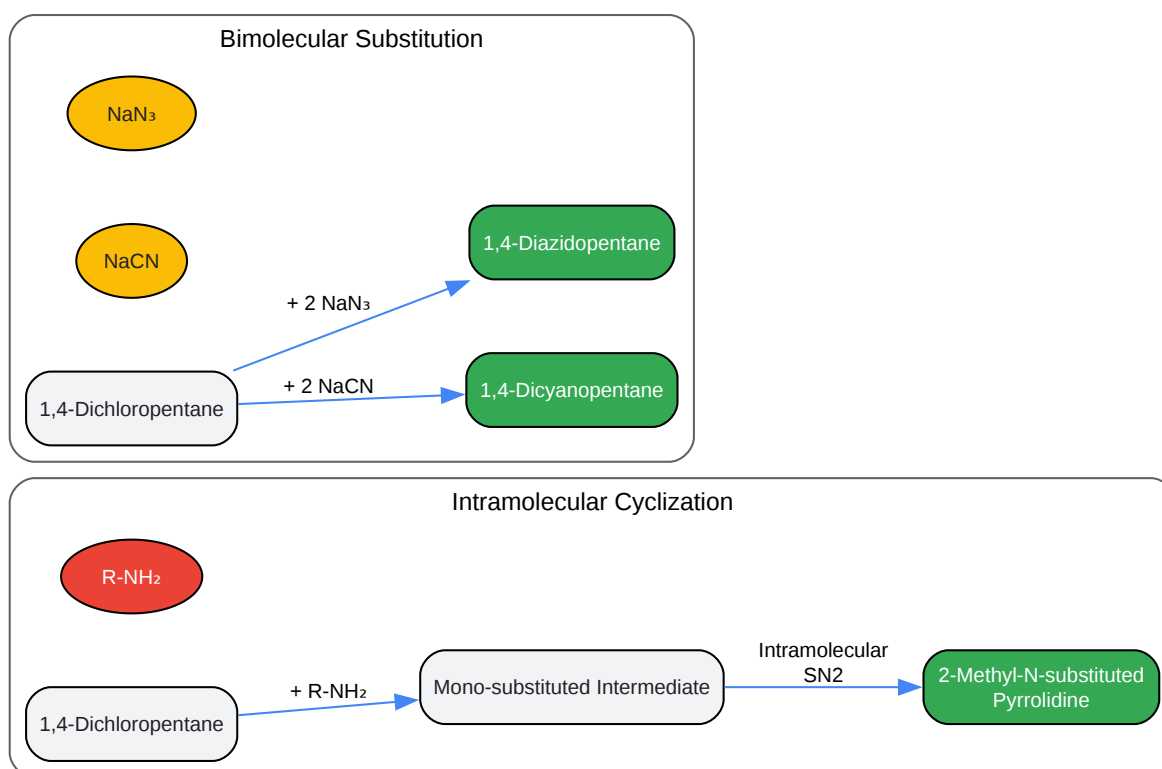 Bimolecular Substitution
NaN₃
NaCN
1,4-Diazidopentane
+ 2 NaN₃
+ 2 NaCN
1,4-Dicyanopentane
1,4-Dichloropentane
Intramolecular Cyclization
R-NH₂
1,4-Dichloropentane
+ R-NH₂
Mono-substituted Intermediate
Intramolecular
SN2
2-Methyl-N-substituted
Pyrrolidine